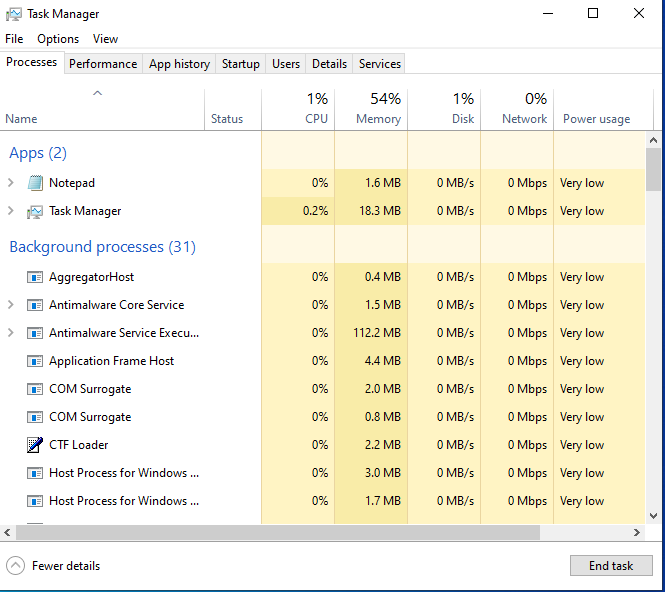 Task Manager
File Options View
Processes Performance App history Startup Users Details Services
1% 54% 1% 0%
Name Status CPU Memory Disk Network Power usage
Apps (2)
Notepad 0% 1.6 MB 0 MB/s 0 Mbps Very low
Task Manager 0.2% 18.3 MB 0 MB/s 0 Mbps Very low
Background processes (31)
AggregatorHost 0% 0.4 MB 0 MB/s 0 Mbps Very low
Antimalware Core Service 0% 1.5 MB 0 MB/s 0 Mbps Very low
Antimalware Service Execu... 0% 112.2 MB 0 MB/s 0 Mbps Very low
Application Frame Host 0% 4.4 MB 0 MB/s 0 Mbps Very low
COM Surrogate 0% 2.0 MB 0 MB/s 0 Mbps Very low
COM Surrogate 0% 0.8 MB 0 MB/s 0 Mbps Very low
CTF Loader 0% 2.2 MB 0 MB/s 0 Mbps Very low
Host Process for Windows ... 0% 3.0 MB 0 MB/s 0 Mbps Very low
Host Process for Windows ... 0% 1.7 MB 0 MB/s 0 Mbps Very low
Fewer details End task